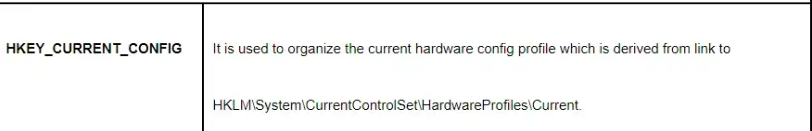 HKEY_CURRENT_CONFIG
It is used to organize the current hardware config profile which is derived from link to
HKLM\System\CurrentControlSet\HardwareProfiles\Current.